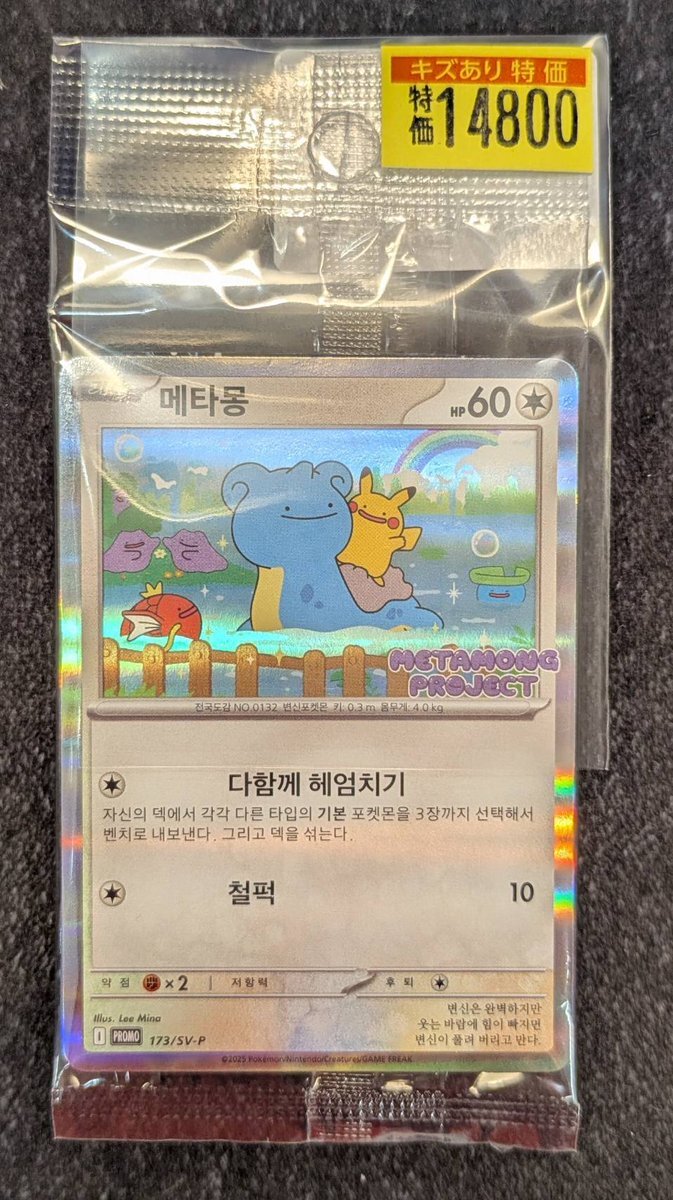 キズあり特価
特価 14800
메타몽
HP 60
METAMONG
PROJECT
전국도감 NO.0132 변신포켓몬 키: 0.3 m 몸무게: 4.0 kg
다함께 헤엄치기
자신의 덱에서 각각 다른 타입의 기본 포켓몬을 3장까지 선택해서
벤치로 내보낸다. 그리고 덱을 섞는다.
철퍽 10
약점 ×2 저항력 후퇴
Illus. Lee Mina
변신은 완벽하지만
웃는 바람에 힘이 빠지면
변신이 풀려 버리고 만다.
I PROMO 173/SV-P
©2025 Pokémon/Nintendo/Creatures/GAME FREAK